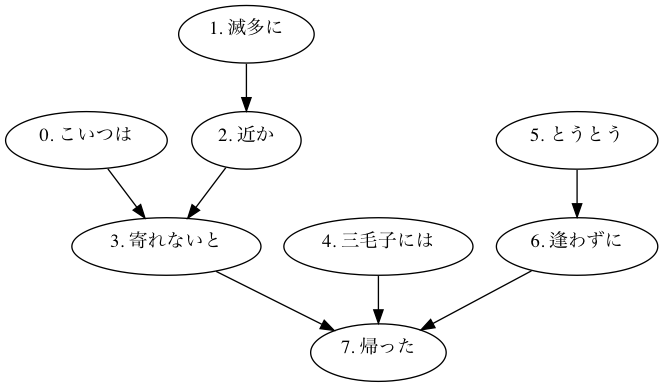 1. 滅多に
0. こいつは
2. 近か
5. とうとう
3. 寄れないと
4. 三毛子には
6. 逢わずに
7. 帰った